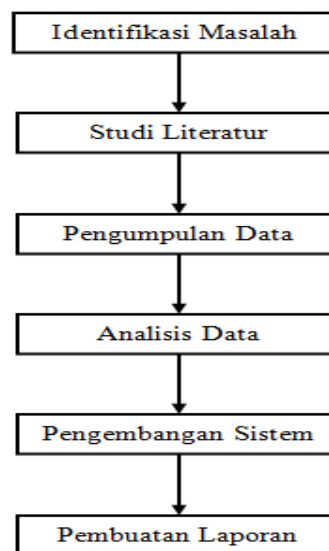 Identifikasi Masalah
Studi Literatur
Pengumpulan Data
Analisis Data
Pengembangan Sistem
Pembuatan Laporan